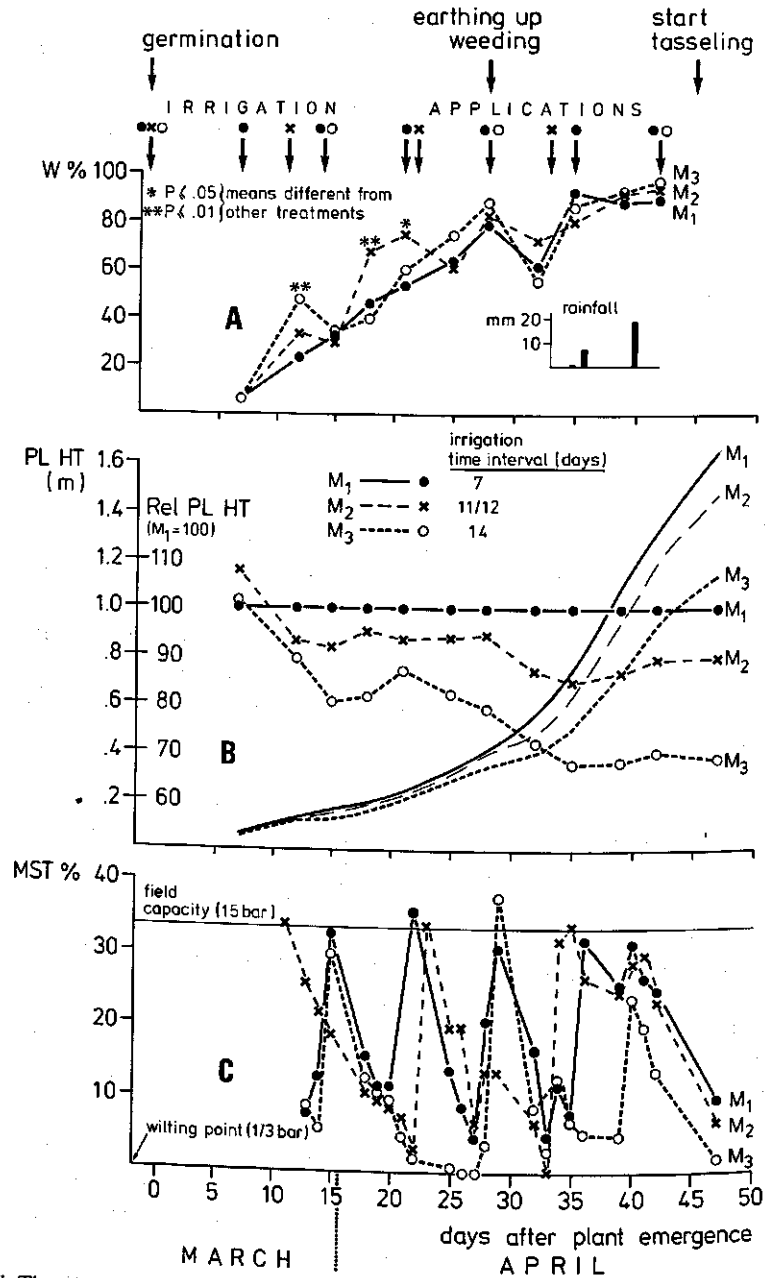 earthing up
start
germination
weeding
tasseling
IRRIGATION APPLICATIONS
W % 100
80
60
40
20
* P ⩽ .05 } means different from
** P ⩽ .01 } other treatments
**
**
*
M3
M2
M1
A
rainfall
mm 20
10
PL HT
(m)
1.6
1.4
1.2
1.0
.8
.6
.4
.2
Rel PL HT
(M1=100)
110
100
90
80
70
60
irrigation
time interval (days)
M1 7
M2 11/12
M3 14
M1
M2
M3
M1
M2
M3
B
MST % 40
30
20
10
field
capacity (15 bar)
C
wilting point (1/3 bar)
M1
M2
M3
0 5 10 15 20 25 30 35 40 45 50
days after plant emergence
MARCH APRIL